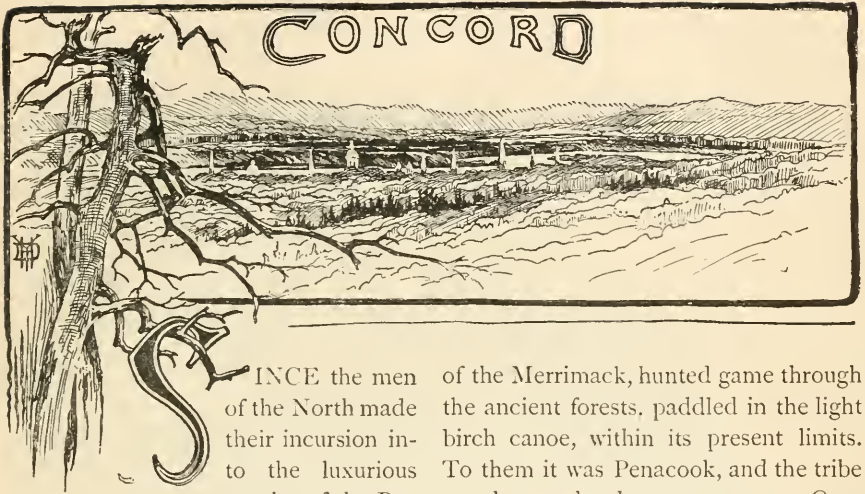 CONCORD
SINCE the men
of the North made
their incursion in-
to the luxurious
of the Merrimack, hunted game through
the ancient forests, paddled in the light
birch canoe, within its present limits.
To them it was Penacook, and the tribe